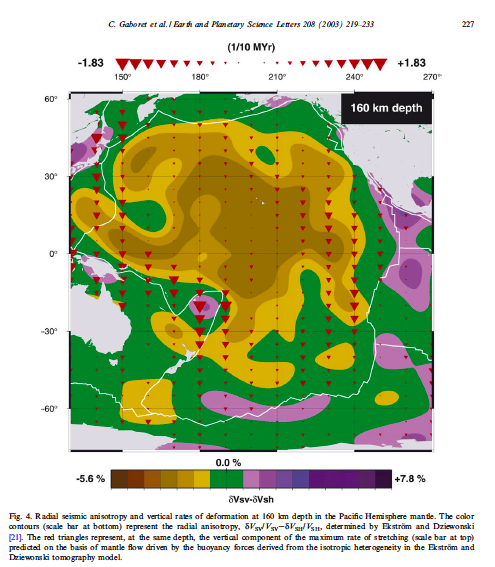 C. Gaboret et al. / Earth and Planetary Science Letters 208 (2003) 219–233
227
(1/10 MYr)
-1.83 +1.83
150° 180° 210° 240° 270°
160 km depth
60°
30°
0°
-30°
-60°
0.0 %
-5.6 % +7.8 %
δVsv-δVsh
Fig. 4. Radial seismic anisotropy and vertical rates of deformation at 160 km depth in the Pacific Hemisphere mantle. The color
contours (scale bar at bottom) represent the radial anisotropy, δVSV/VSV−δVSH/VSH, determined by Ekström and Dziewonski
[21]. The red triangles represent, at the same depth, the vertical component of the maximum rate of stretching (scale bar at top)
predicted on the basis of mantle flow driven by the buoyancy forces derived from the isotropic heterogeneity in the Ekström and
Dziewonski tomography model.